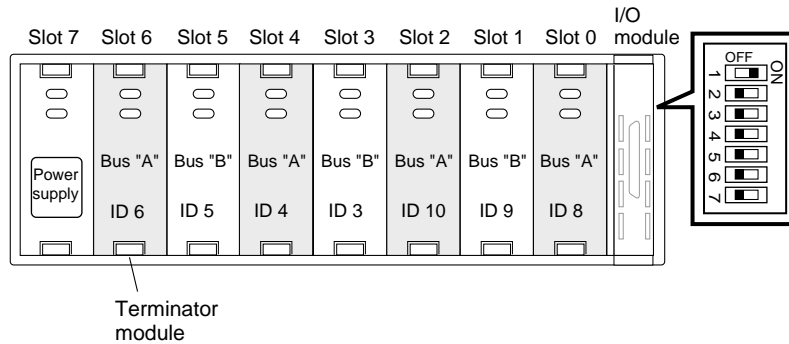 I/O
module
Slot 7 Slot 6 Slot 5 Slot 4 Slot 3 Slot 2 Slot 1 Slot 0
OFF
ON
1
2
3
4
5
6
7
Power
supply
Bus "A" Bus "B" Bus "A" Bus "B" Bus "A" Bus "B" Bus "A"
ID 6 ID 5 ID 4 ID 3 ID 10 ID 9 ID 8
Terminator
module